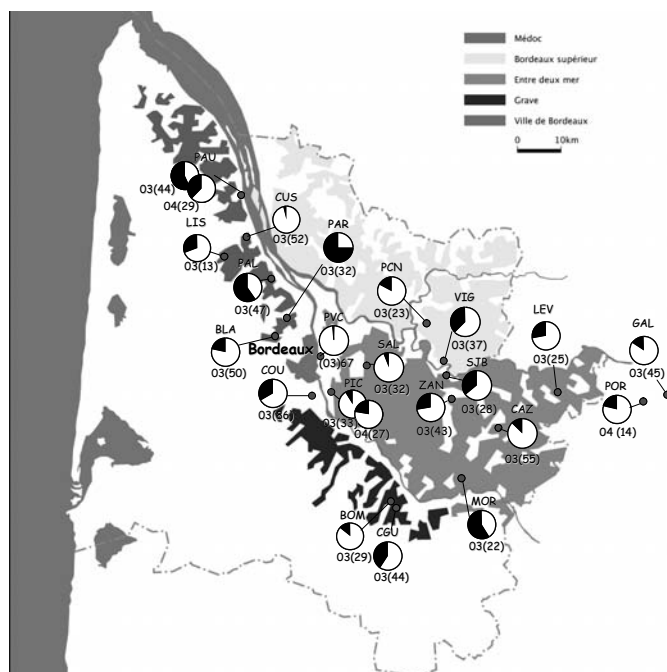 Médoc
Bordeaux supérieur
Entre deux mer
Grave
Ville de Bordeaux
0 10km
PAU
03(44)
04(29)
CUS
03(52)
LIS
03(13)
PAR
03(32)
PAL
03(47)
PCN
03(23)
VIG
03(37)
LEV
03(25)
GAL
03(45)
BLA
03(50)
Bordeaux
PVC
(03)67
SAL
03(32)
SJB
03(28)
POR
04 (14)
COU
PIC
03(33)
04(27)
ZAN
03(43)
CAZ
03(55)
BOM
03(29)
CGU
03(44)
MOR
03(22)